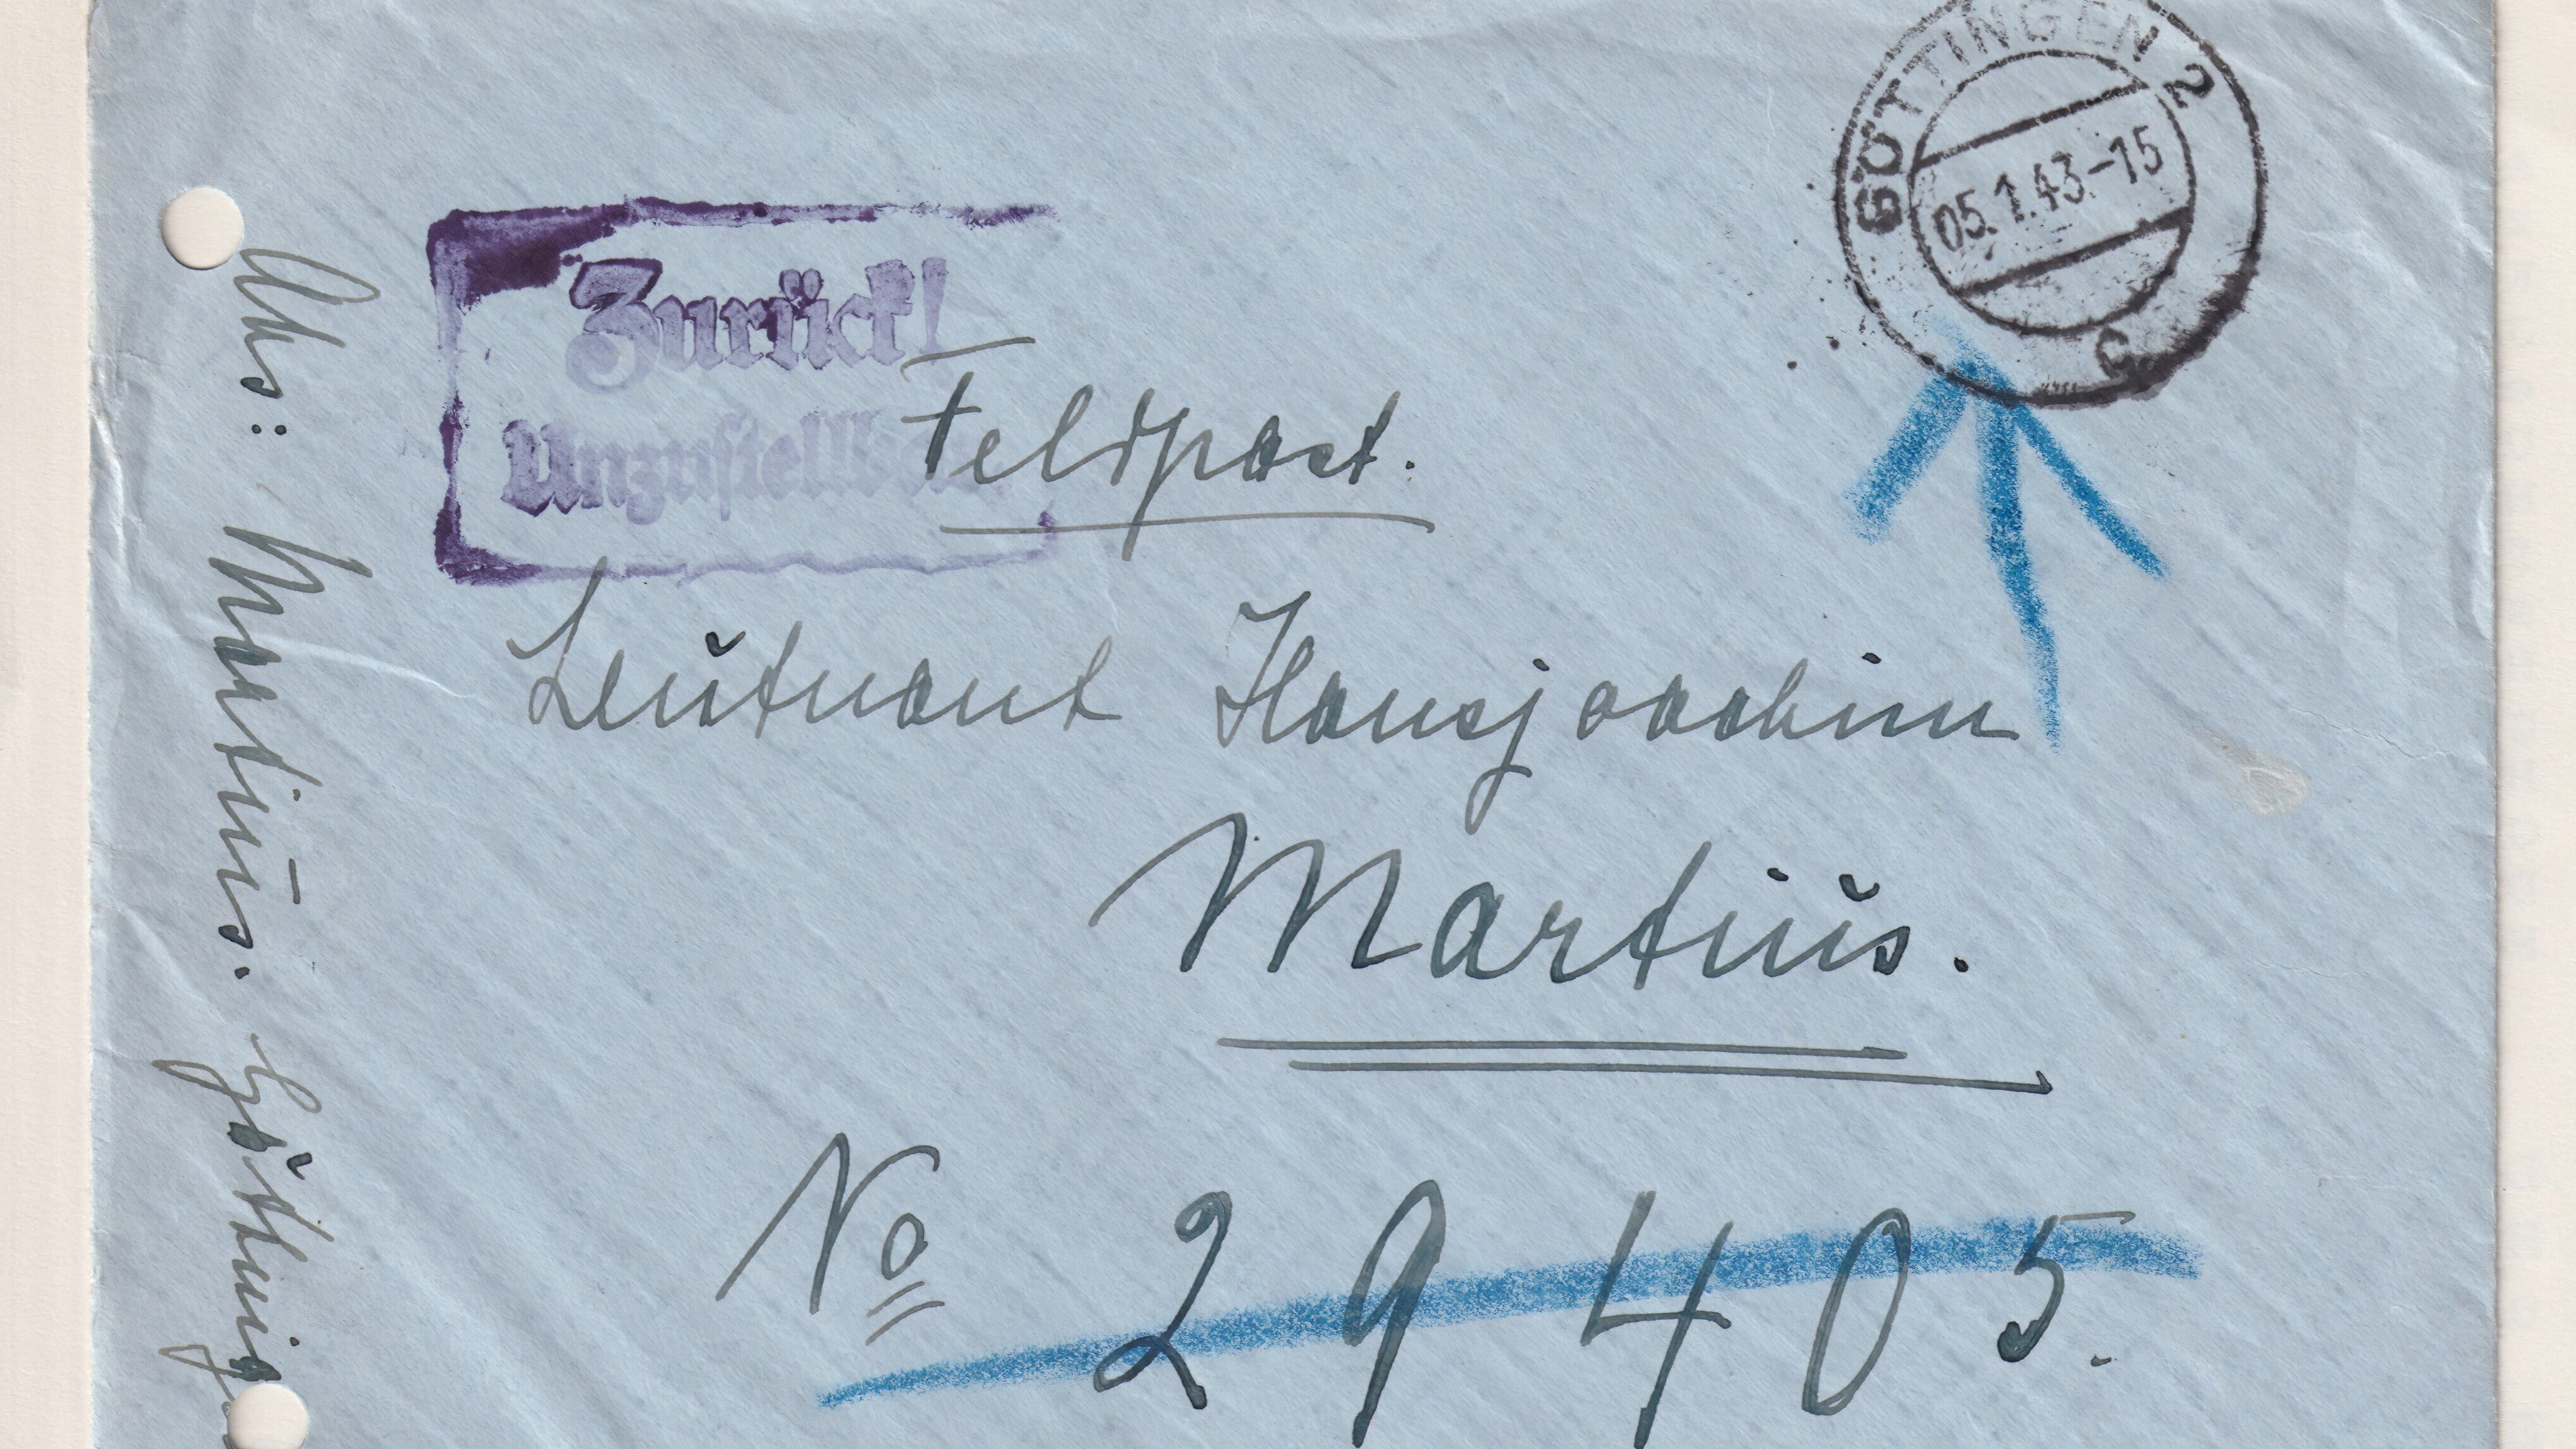 GÖTTINGEN 2
05.1.43.-15
c
Zurück!
Unzustellbar
Feldpost.
Leutnant Hansjoachim
Martius.
No 29405.
Abs: Martius. Göttingen